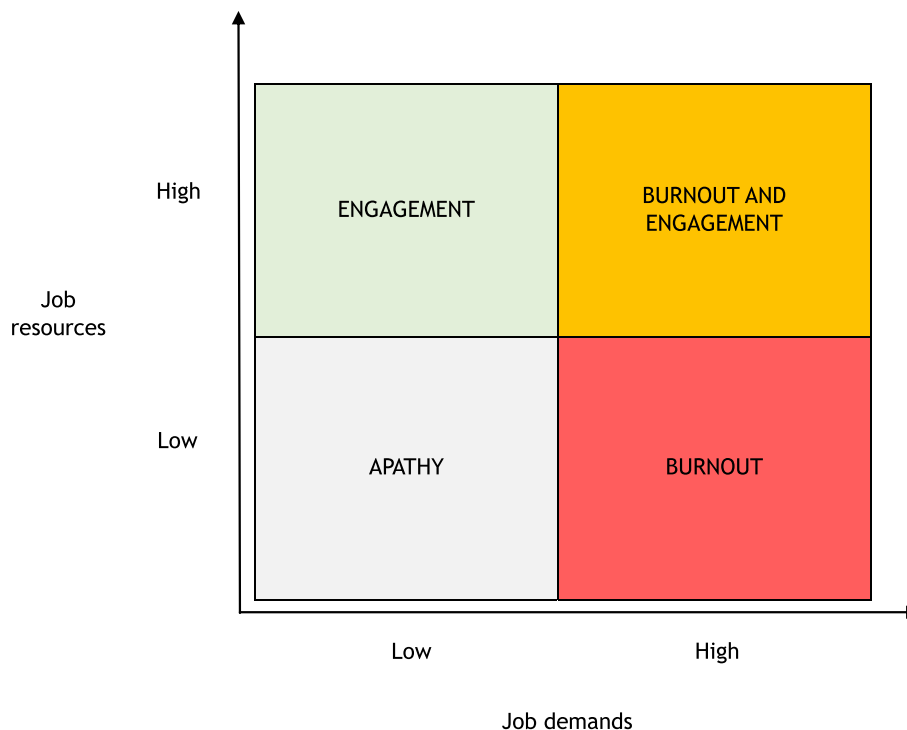 High
ENGAGEMENT
BURNOUT AND
ENGAGEMENT
Job
resources
Low
APATHY
BURNOUT
Low
High
Job demands